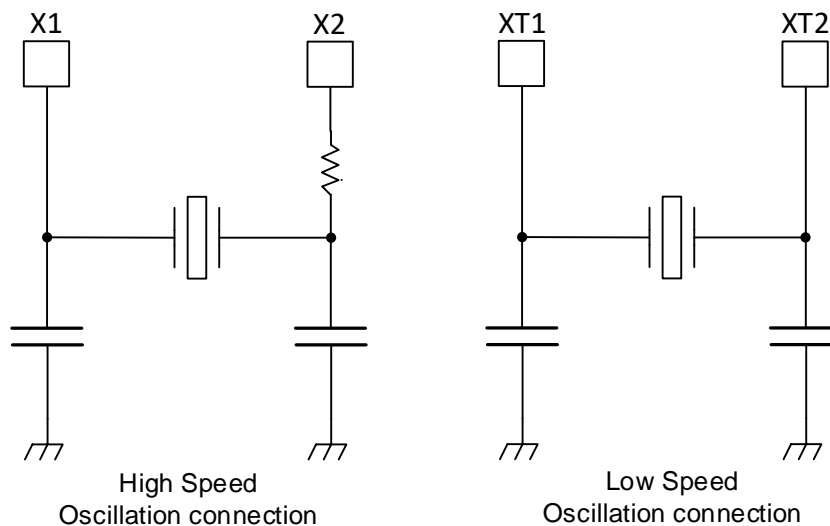 X1
X2
XT1
XT2
High Speed
Oscillation connection
Low Speed
Oscillation connection